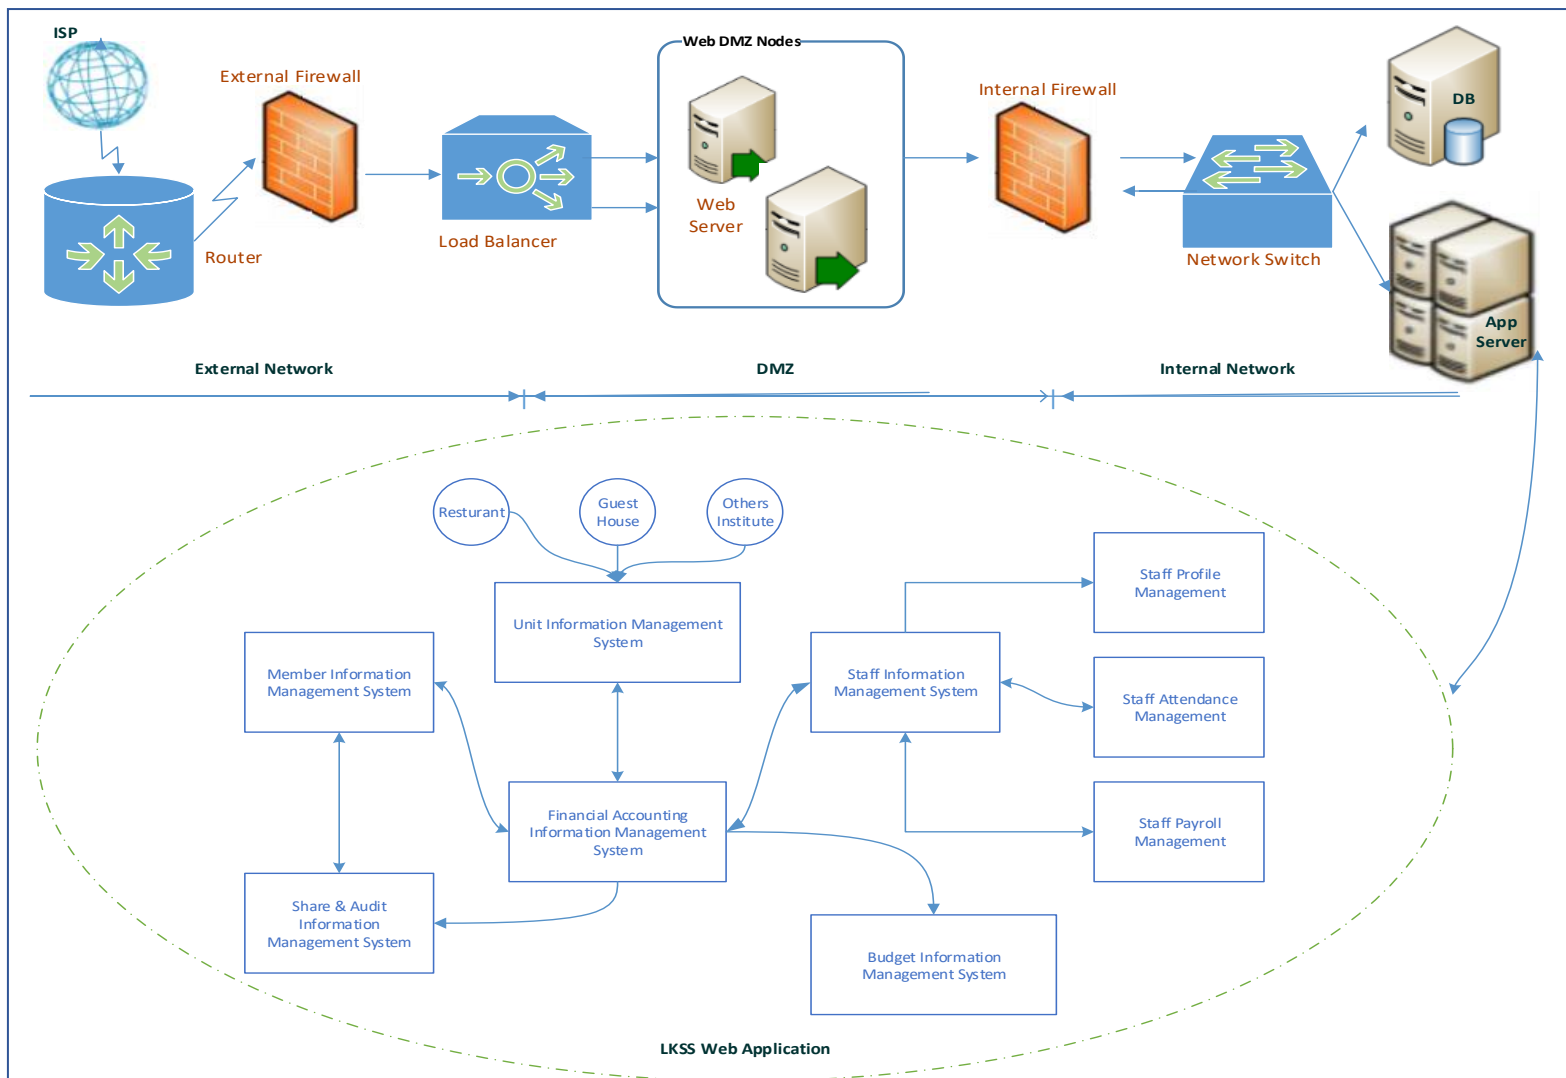 ISP
External Firewall
Router
Load Balancer
Web DMZ Nodes
Web
Server
Internal Firewall
Network Switch
DB
App
Server
External Network
DMZ
Internal Network
Resturant
Guest
House
Others
Institute
Unit Information Management
System
Member Information
Management System
Staff Information
Management System
Staff Profile
Management
Staff Attendance
Management
Staff Payroll
Management
Financial Accounting
Information Management
System
Share & Audit
Information
Management System
Budget Information
Management System
LKSS Web Application